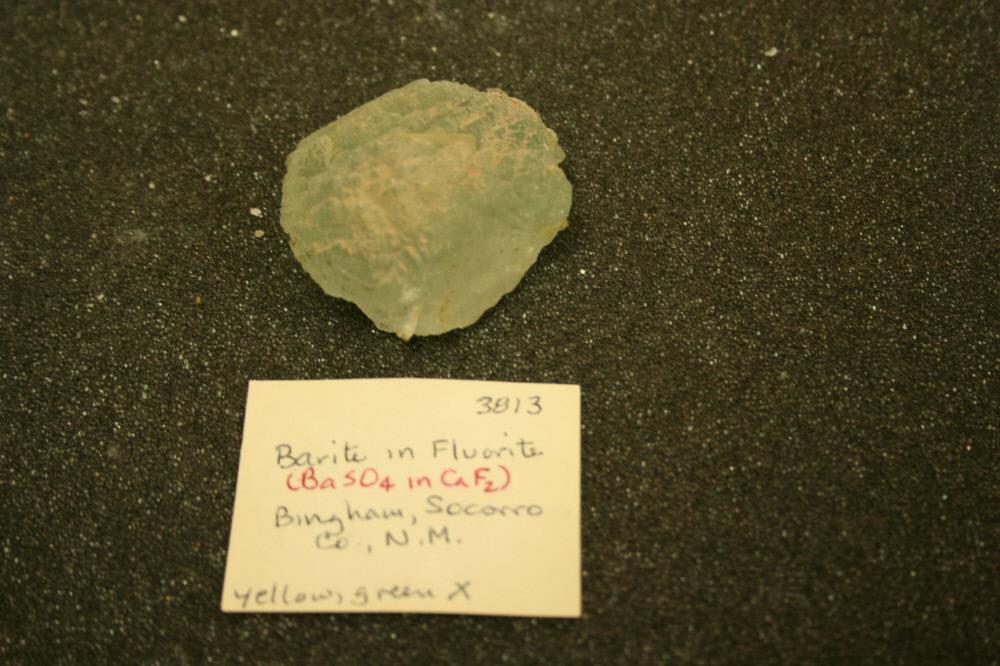 3813
Barite in Fluorite
(BaSO4 in CaF2)
Bingham, Socorro
Co., N.M.
yellow, green X